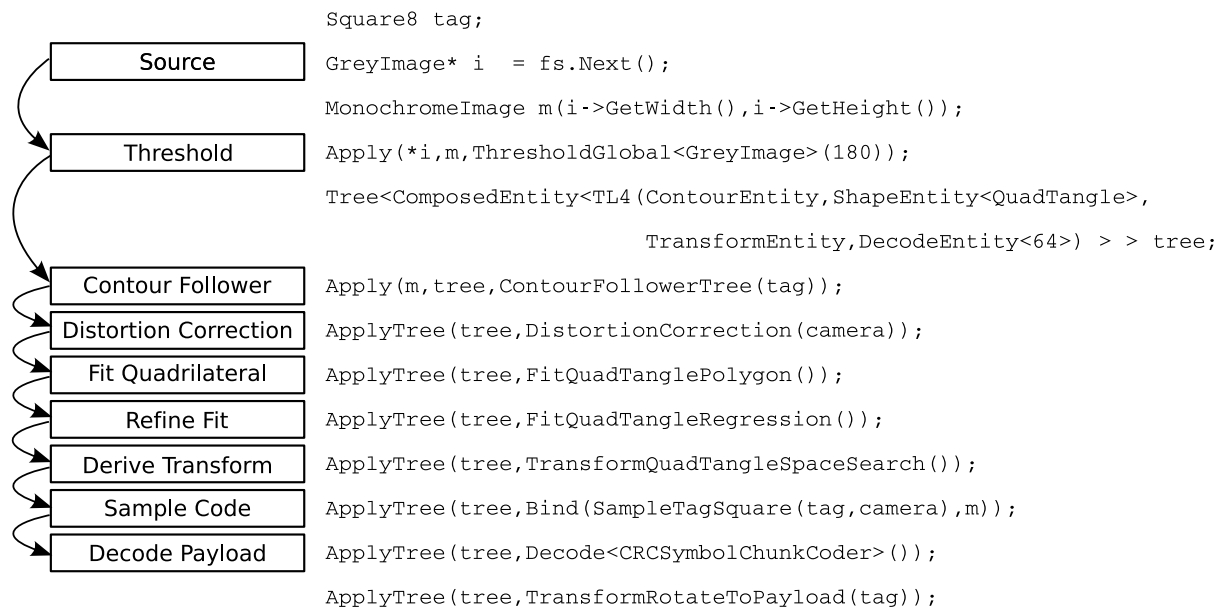 Square8 tag;
Source GreyImage* i  = fs.Next();
MonochromeImage m(i->GetWidth(),i->GetHeight());
Threshold Apply(*i,m,ThresholdGlobal<GreyImage>(180));
Tree<ComposedEntity<TL4(ContourEntity,ShapeEntity<QuadTangle>,
TransformEntity,DecodeEntity<64>) > > tree;
Contour Follower Apply(m,tree,ContourFollowerTree(tag));
Distortion Correction ApplyTree(tree,DistortionCorrection(camera));
Fit Quadrilateral ApplyTree(tree,FitQuadTanglePolygon());
Refine Fit ApplyTree(tree,FitQuadTangleRegression());
Derive Transform ApplyTree(tree,TransformQuadTangleSpaceSearch());
Sample Code ApplyTree(tree,Bind(SampleTagSquare(tag,camera),m));
Decode Payload ApplyTree(tree,Decode<CRCSymbolChunkCoder>());
ApplyTree(tree,TransformRotateToPayload(tag));